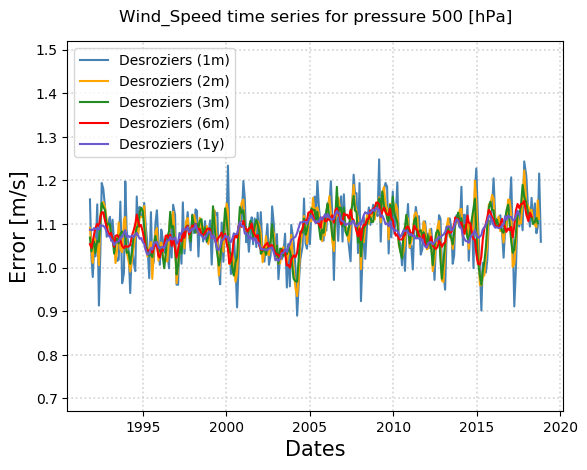 Wind_Speed time series for pressure 500 [hPa]
Desroziers (1m)
Desroziers (2m)
Desroziers (3m)
Desroziers (6m)
Desroziers (1y)
Error [m/s]
1.5
1.4
1.3
1.2
1.1
1.0
0.9
0.8
0.7
1995 2000 2005 2010 2015 2020
Dates